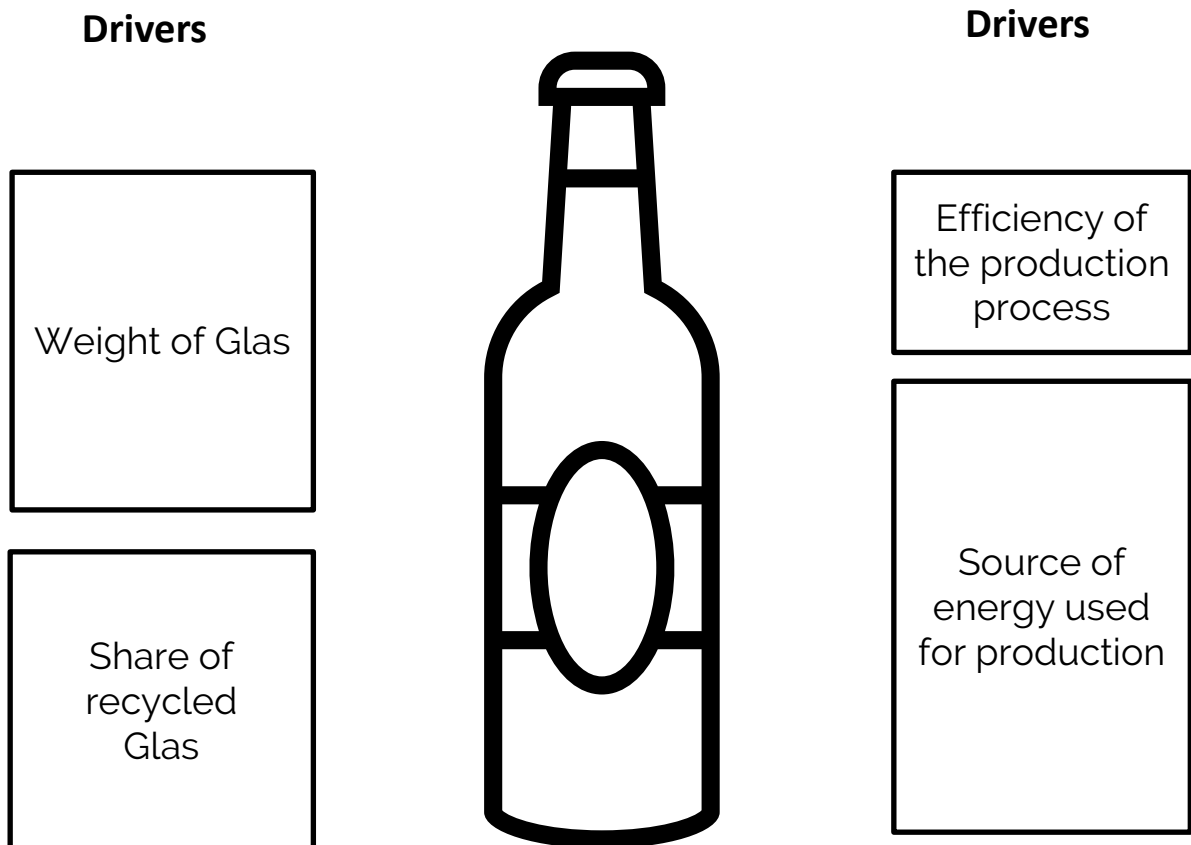 Drivers
Weight of Glas
Share of
recycled
Glas
Drivers
Efficiency of
the production
process
Source of
energy used
for production